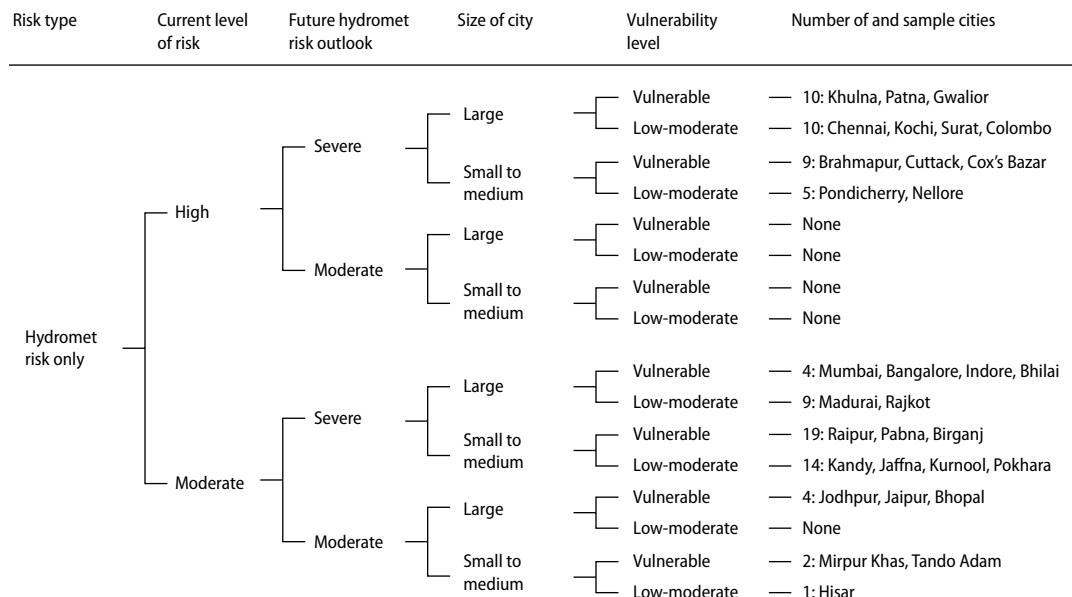 Risk type
Current level
of risk
Future hydromet
risk outlook
Size of city
Vulnerability
level
Number of and sample cities
Hydromet
risk only
High
Severe
Large
Vulnerable
10: Khulna, Patna, Gwalior
Low-moderate
10: Chennai, Kochi, Surat, Colombo
Small to
medium
Vulnerable
9: Brahmapur, Cuttack, Cox's Bazar
Low-moderate
5: Pondicherry, Nellore
Moderate
Large
Vulnerable
None
Low-moderate
None
Small to
medium
Vulnerable
None
Low-moderate
None
Moderate
Severe
Large
Vulnerable
4: Mumbai, Bangalore, Indore, Bhilai
Low-moderate
9: Madurai, Rajkot
Small to
medium
Vulnerable
19: Raipur, Pabna, Birganj
Low-moderate
14: Kandy, Jaffna, Kurnool, Pokhara
Moderate
Large
Vulnerable
4: Jodhpur, Jaipur, Bhopal
Low-moderate
None
Small to
medium
Vulnerable
2: Mirpur Khas, Tando Adam
Low-moderate
1: Hisar